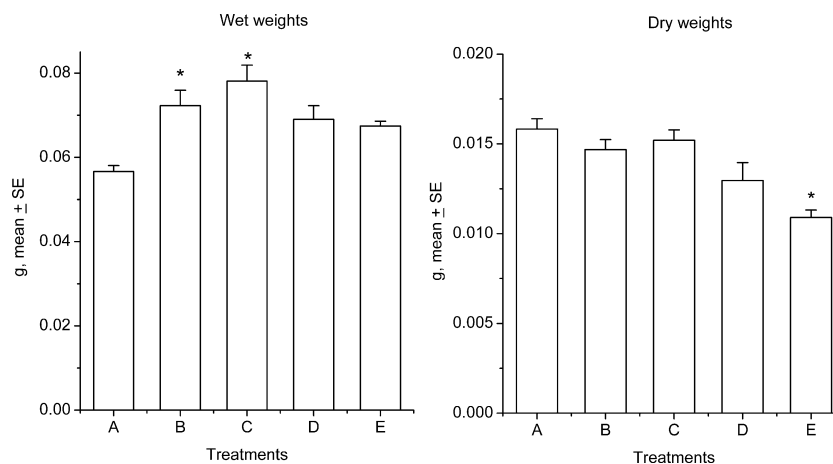 Wet weights
0.08
0.06
0.04
0.02
0.00
g, mean ± SE
*
*
A B C D E
Treatments
Dry weights
0.020
0.015
0.010
0.005
0.000
g, mean ± SE
*
A B C D E
Treatments